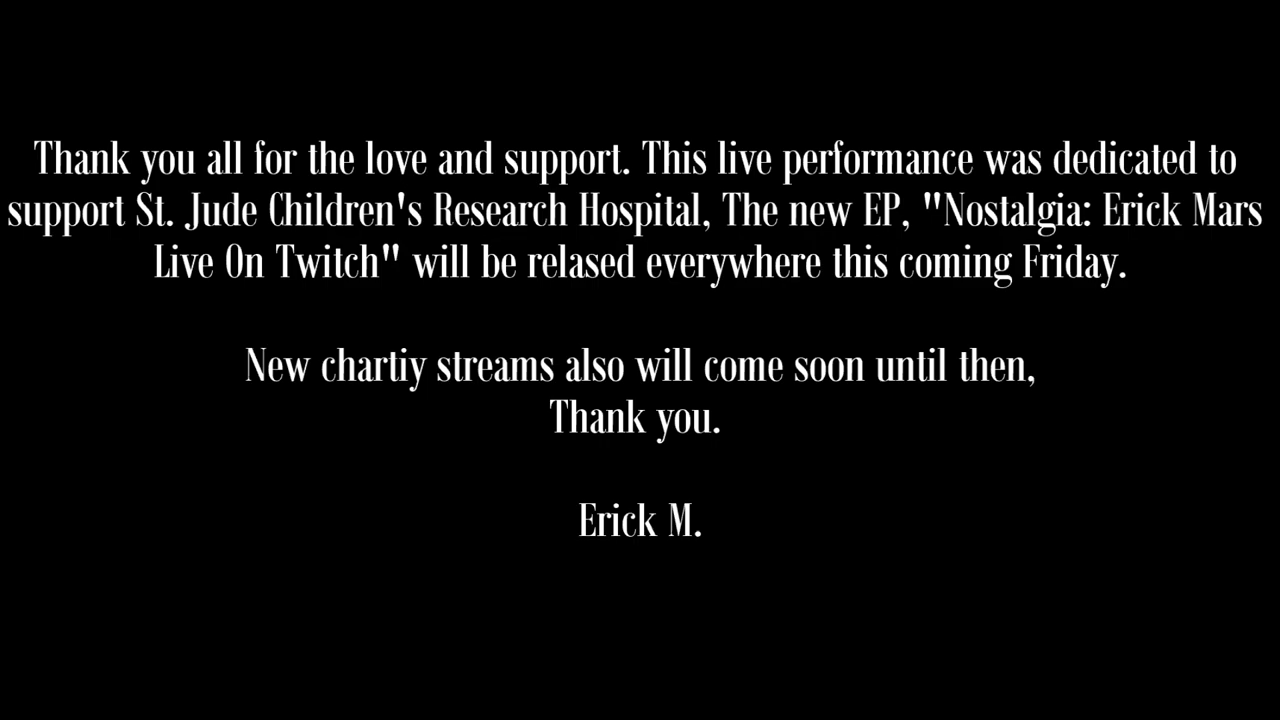 Thank you all for the love and support. This live performance was dedicated to
support St. Jude Children's Research Hospital, The new EP, "Nostalgia: Erick Mars
Live On Twitch" will be relased everywhere this coming Friday.
New chartiy streams also will come soon until then,
Thank you.
Erick M.